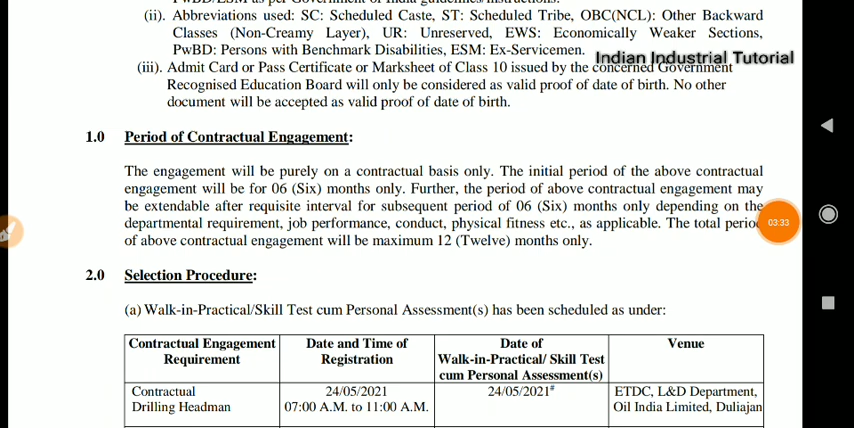 (ii). Abbreviations used: SC: Scheduled Caste, ST: Scheduled Tribe, OBC(NCL): Other Backward
Classes (Non-Creamy Layer), UR: Unreserved, EWS: Economically Weaker Sections,
PwBD: Persons with Benchmark Disabilities, ESM: Ex-Servicemen.
Indian Industrial Tutorial
(iii). Admit Card or Pass Certificate or Marksheet of Class 10 issued by the concerned Government
Recognised Education Board will only be considered as valid proof of date of birth. No other
document will be accepted as valid proof of date of birth.
1.0 Period of Contractual Engagement:
The engagement will be purely on a contractual basis only. The initial period of the above contractual
engagement will be for 06 (Six) months only. Further, the period of above contractual engagement may
be extendable after requisite interval for subsequent period of 06 (Six) months only depending on the
departmental requirement, job performance, conduct, physical fitness etc., as applicable. The total
03:33
of above contractual engagement will be maximum 12 (Twelve) months only.
2.0 Selection Procedure:
(a) Walk-in-Practical/Skill Test cum Personal Assessment(s) has been scheduled as under:
Contractual Engagement Requirement
Date and Time of Registration
Date of Walk-in-Practical/ Skill Test cum Personal Assessment(s)
Venue
Contractual Drilling Headman
24/05/2021
07:00 A.M. to 11:00 A.M.
24/05/2021#
ETDC, L&D Department,
Oil India Limited, Duliajan